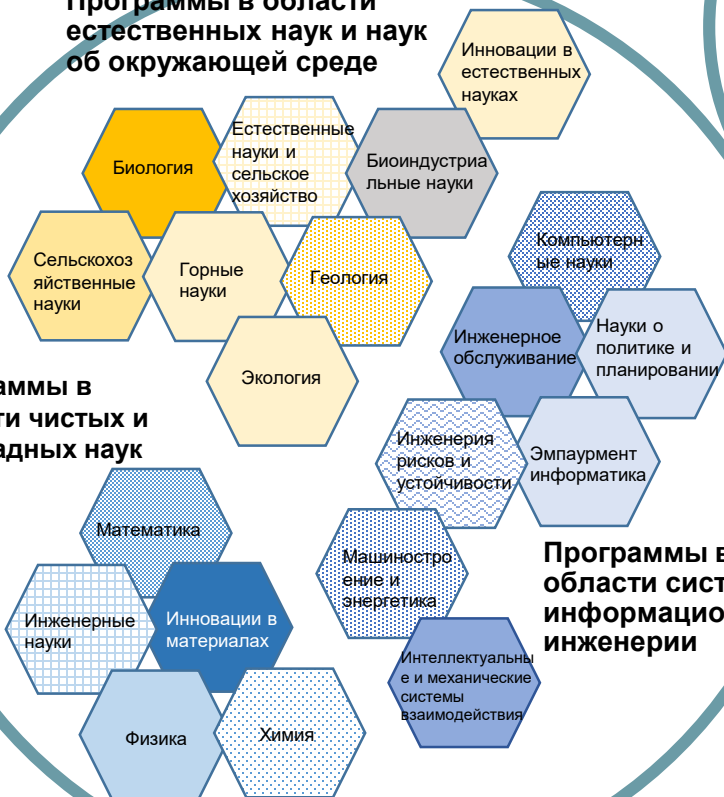 Программы в области
естественных наук и наук
об окружающей среде
Инновации в
естественных
науках
Естественные
науки и
сельское
хозяйство
Биология
Биоиндустриа
льные науки
Сельскохоз
яйственные
науки
Горные
науки
Геология
Экология
Компьютерн
ые науки
Инженерное
обслуживание
Науки о
политике и
планировании
Инженерия
рисков и
устойчивости
Эмпаурмент
информатика
Машиностро
ение и
энергетика
Интеллектуальны
е и механические
системы
взаимодействия
Программы в
области сист
информацио
инженерии
аммы в
ти чистых и
адных наук
Математика
Инженерные
науки
Инновации в
материалах
Физика
Химия